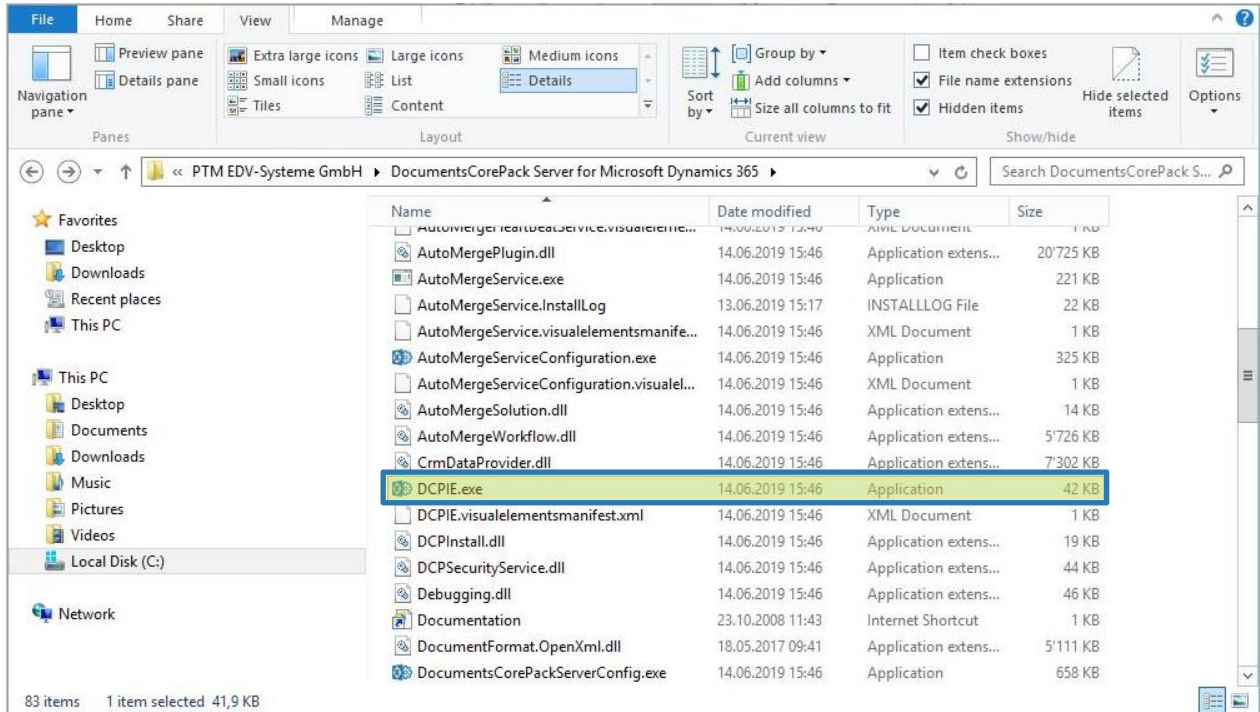 File Home Share View Manage
Preview pane
Details pane
Navigation pane
Panes
Extra large icons Large icons Medium icons
Small icons List Details
Tiles Content
Layout
Sort by
Group by
Add columns
Size all columns to fit
Current view
Item check boxes
File name extensions
Hidden items
Hide selected items
Show/hide
Options
« PTM EDV-Systeme GmbH DocumentsCorePack Server for Microsoft Dynamics 365
Search DocumentsCorePack S...
Favorites
Desktop
Downloads
Recent places
This PC
This PC
Desktop
Documents
Downloads
Music
Pictures
Videos
Local Disk (C:)
Network
Name Date modified Type Size
AutoMergeHeartbeatService.visualeleme... 14.06.2019 15:46 XML Document 1 KB
AutoMergePlugin.dll 14.06.2019 15:46 Application extens... 20'725 KB
AutoMergeService.exe 14.06.2019 15:46 Application 221 KB
AutoMergeService.InstallLog 13.06.2019 15:17 INSTALLLOG File 22 KB
AutoMergeService.visualelementsmanife... 14.06.2019 15:46 XML Document 1 KB
AutoMergeServiceConfiguration.exe 14.06.2019 15:46 Application 325 KB
AutoMergeServiceConfiguration.visualel... 14.06.2019 15:46 XML Document 1 KB
AutoMergeSolution.dll 14.06.2019 15:46 Application extens... 14 KB
AutoMergeWorkflow.dll 14.06.2019 15:46 Application extens... 5'726 KB
CrmDataProvider.dll 14.06.2019 15:46 Application extens... 7'302 KB
DCPIE.exe 14.06.2019 15:46 Application 42 KB
DCPIE.visualelementsmanifest.xml 14.06.2019 15:46 XML Document 1 KB
DCPInstall.dll 14.06.2019 15:46 Application extens... 19 KB
DCPSecurityService.dll 14.06.2019 15:46 Application extens... 44 KB
Debugging.dll 14.06.2019 15:46 Application extens... 46 KB
Documentation 23.10.2008 11:43 Internet Shortcut 1 KB
DocumentFormat.OpenXml.dll 18.05.2017 09:41 Application extens... 5'111 KB
DocumentsCorePackServerConfig.exe 14.06.2019 15:46 Application 658 KB
83 items 1 item selected 41,9 KB